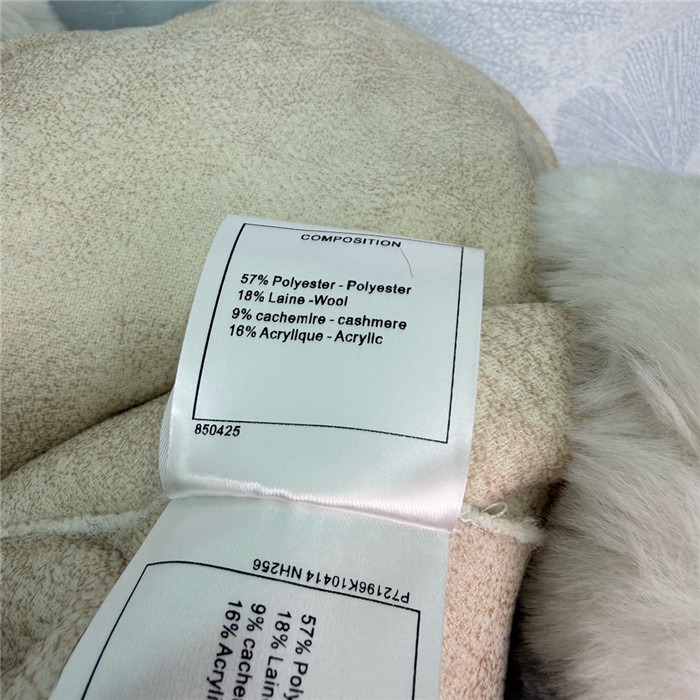 COMPOSITION
57% Polyester - Polyester
18% Laine -Wool
9% cachemire - cashmere
16% Acrylique - Acrylic
850425
P72196K10414 NH256
57% Poly
18% Lain
9% cache
16% Acryl